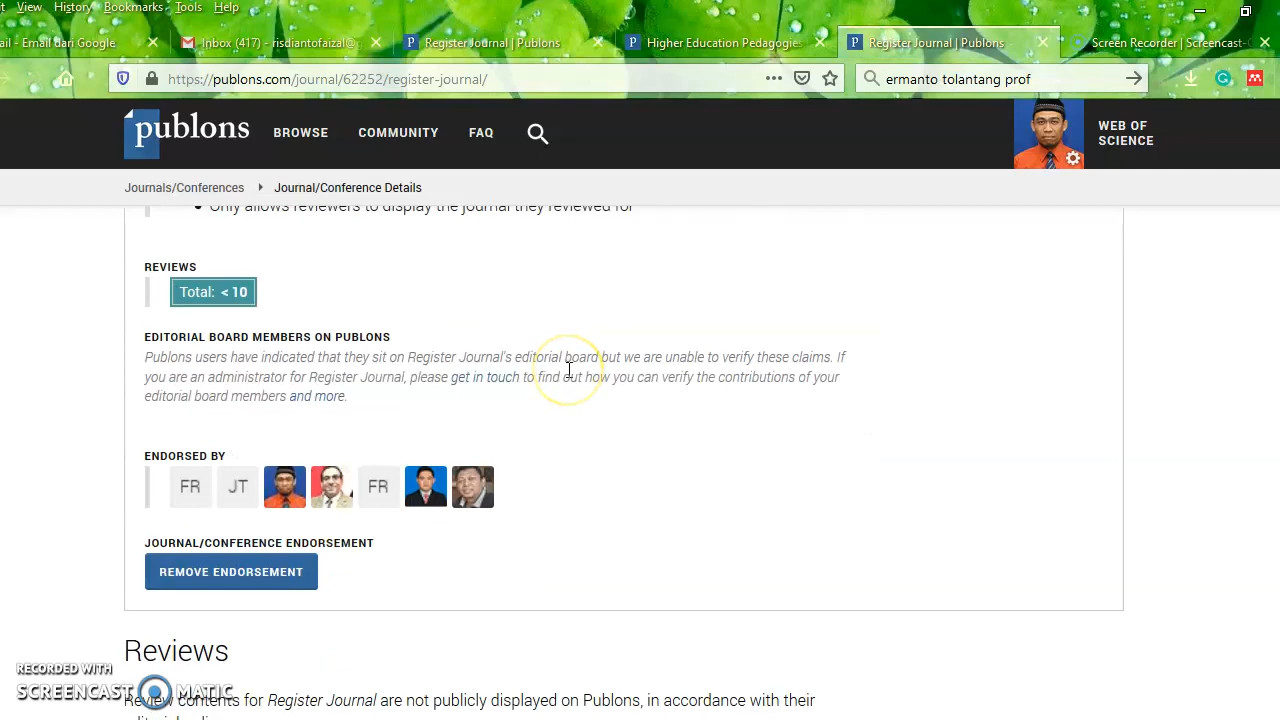 View History Bookmarks Tools Help
ail - Email dari Google
Inbox (417) - risdiantofaizal@g
Register Journal | Publons
Higher Education Pedagogies
Register Journal | Publons
Screen Recorder | Screencast-
https://publons.com/journal/62252/register-journal/
ermanto tolantang prof
publons
BROWSE
COMMUNITY
FAQ
WEB OF
SCIENCE
Journals/Conferences
Journal/Conference Details
Only allows reviewers to display the journal they reviewed for
REVIEWS
Total: < 10
EDITORIAL BOARD MEMBERS ON PUBLONS
Publons users have indicated that they sit on Register Journal's editorial board but we are unable to verify these claims. If
you are an administrator for Register Journal, please get in touch to find out how you can verify the contributions of your
editorial board members and more.
ENDORSED BY
FR
JT
FR
JOURNAL/CONFERENCE ENDORSEMENT
REMOVE ENDORSEMENT
Reviews
RECORDED WITH
SCREENCAST MATIC
Review contents for Register Journal are not publicly displayed on Publons, in accordance with their